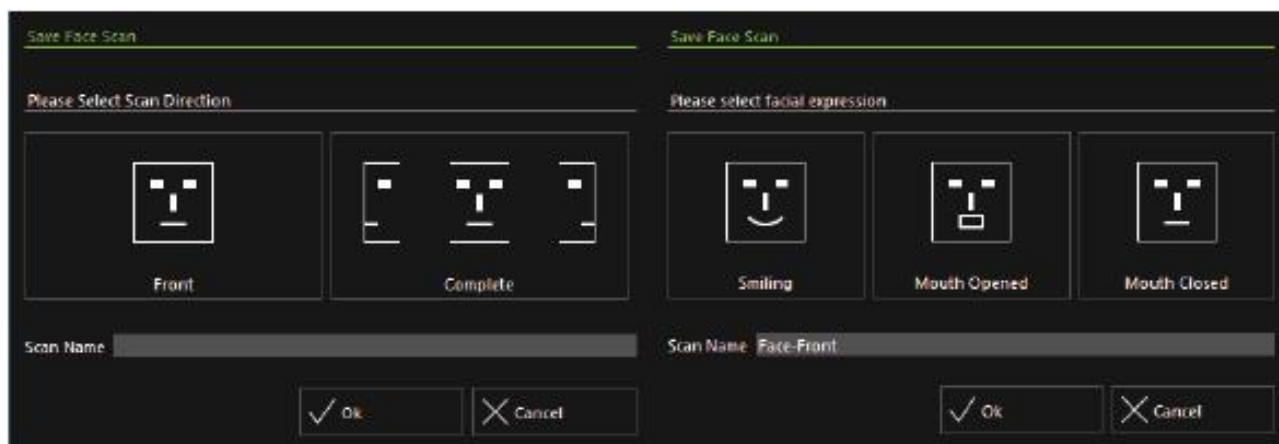 Save Face Scan
Please Select Scan Direction
Front
Complete
Scan Name
Ok
Cancel
Save Face Scan
Please select facial expression
Smiling
Mouth Opened
Mouth Closed
Scan Name Face-Front
Ok
Cancel